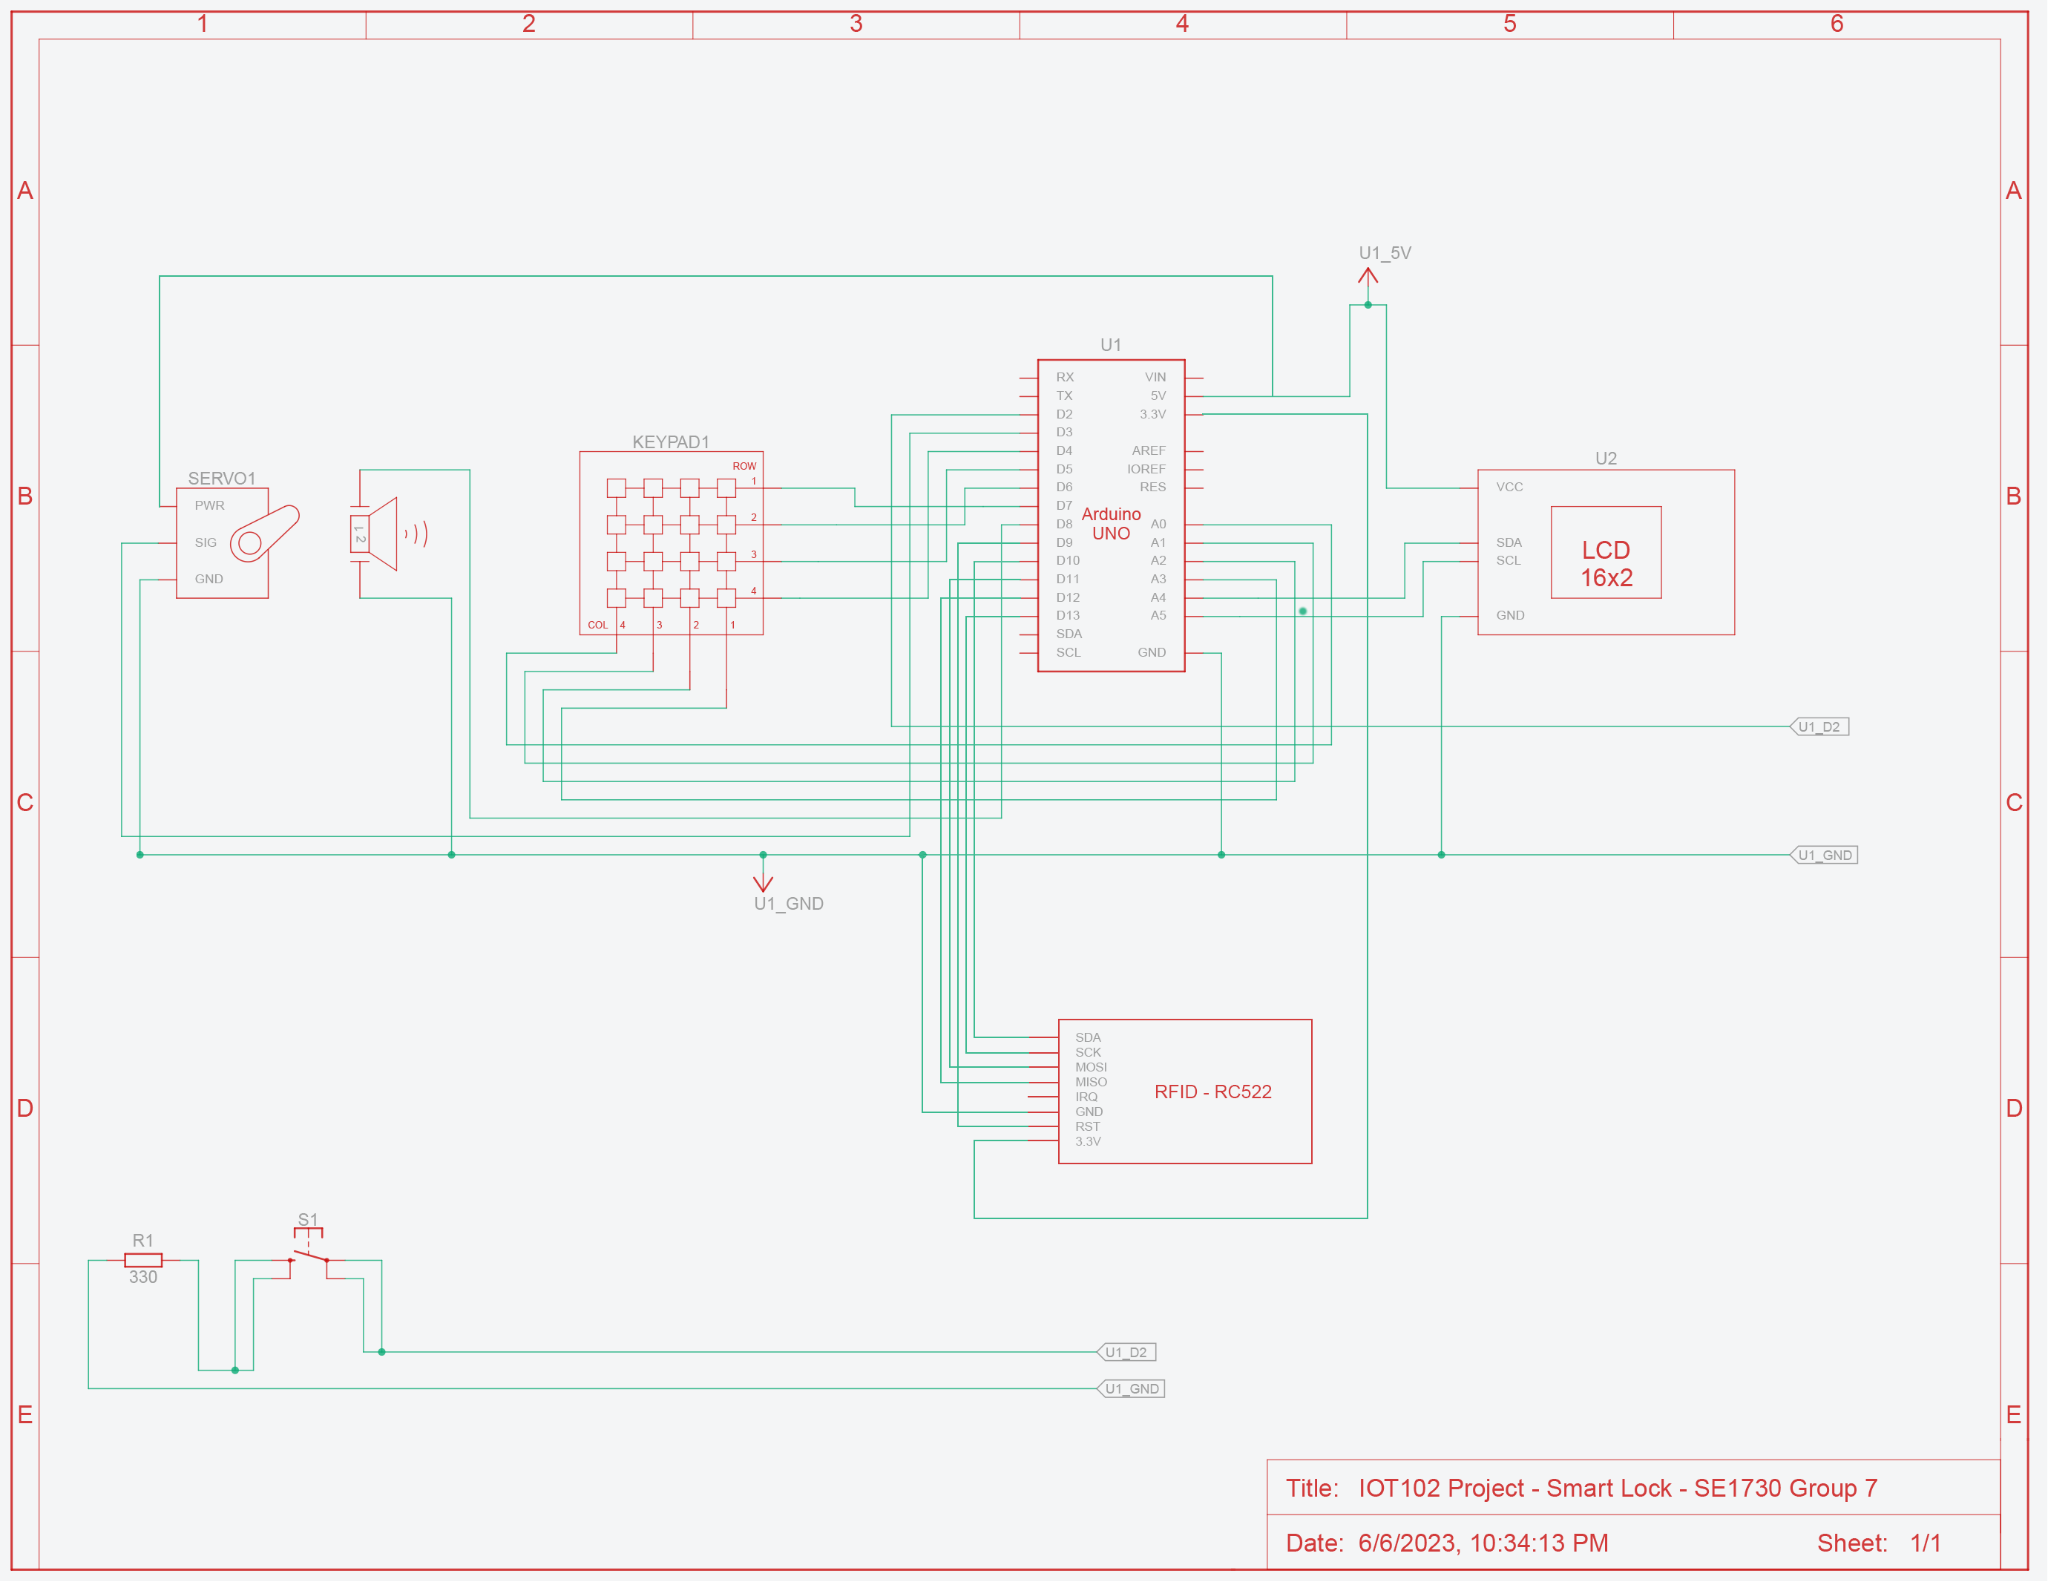 1 2 3 4 5 6
A A
U1_5V
U1
RX VIN
TX 5V
D2 3.3V
D3
D4 AREF
D5 IOREF
D6 RES
D7
Arduino
UNO
D8 A0
D9 A1
D10 A2
D11 A3
D12 A4
D13 A5
SDA
SCL GND
B B
SERVO1
PWR
SIG
GND
1
2
KEYPAD1
ROW
1
2
3
4
COL 4 3 2 1
U2
VCC
SDA
SCL
GND
LCD
16x2
U1_D2
C C
U1_GND
U1_GND
D D
SDA
SCK
MOSI
MISO
IRQ
GND
RST
3.3V
RFID - RC522
S1
R1
330
U1_D2
U1_GND
E E
Title: IOT102 Project - Smart Lock - SE1730 Group 7
Date: 6/6/2023, 10:34:13 PM Sheet: 1/1